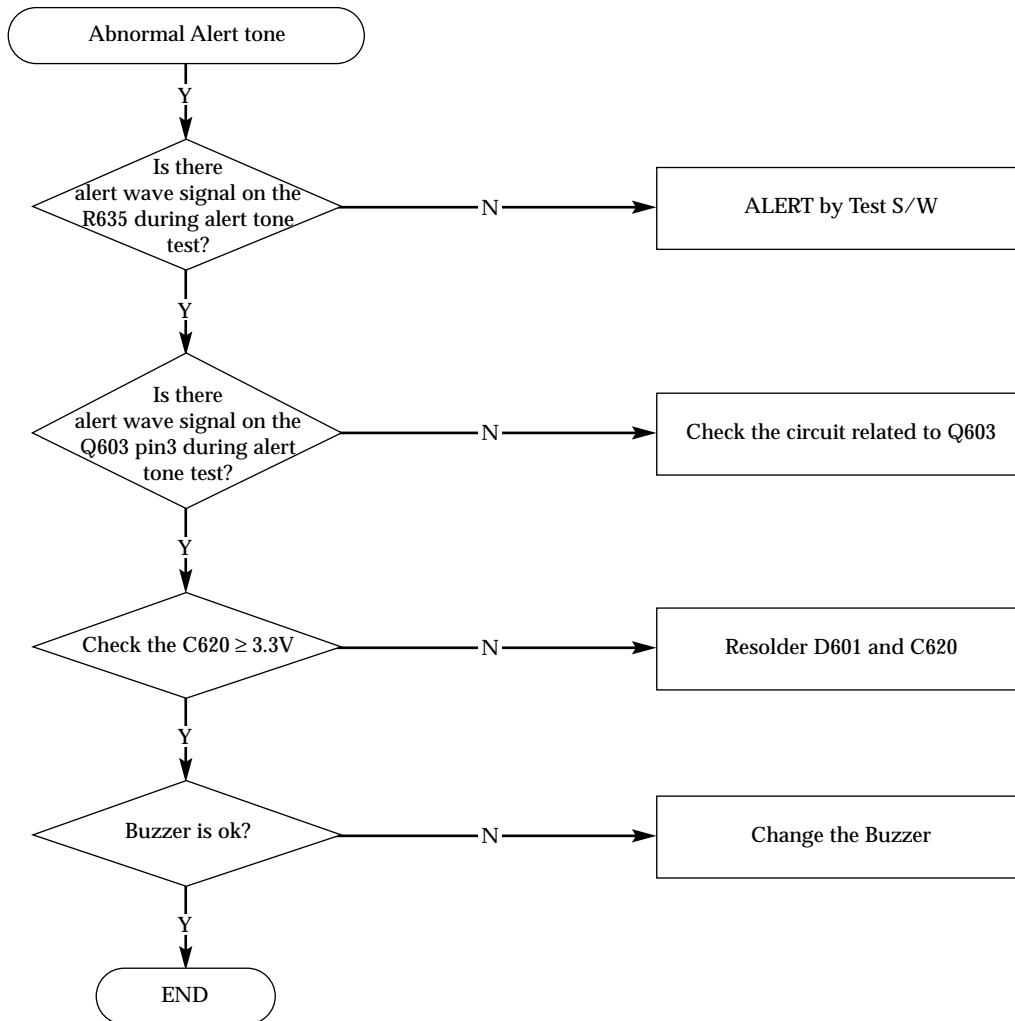 Abnormal Alert tone
Y
Is there
alert wave signal on the
R635 during alert tone
test?
N
ALERT by Test S/W
Y
Is there
alert wave signal on the
Q603 pin3 during alert
tone test?
N
Check the circuit related to Q603
Y
Check the C620 ≥ 3.3V
N
Resolder D601 and C620
Y
Buzzer is ok?
N
Change the Buzzer
Y
END